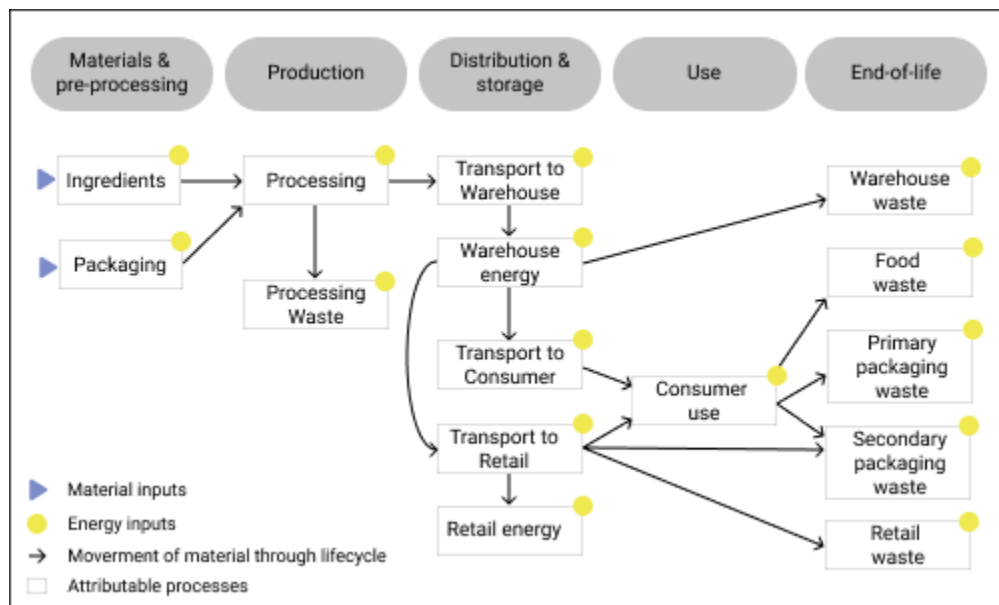 Materials &
pre-processing
Production
Distribution &
storage
Use
End-of-life
Ingredients
Processing
Transport to
Warehouse
Warehouse
waste
Packaging
Warehouse
energy
Food
waste
Processing
Waste
Transport to
Consumer
Consumer
use
Primary
packaging
waste
Transport to
Retail
Secondary
packaging
waste
Retail energy
Retail
waste
Material inputs
Energy inputs
Moverment of material through lifecycle
Attributable processes